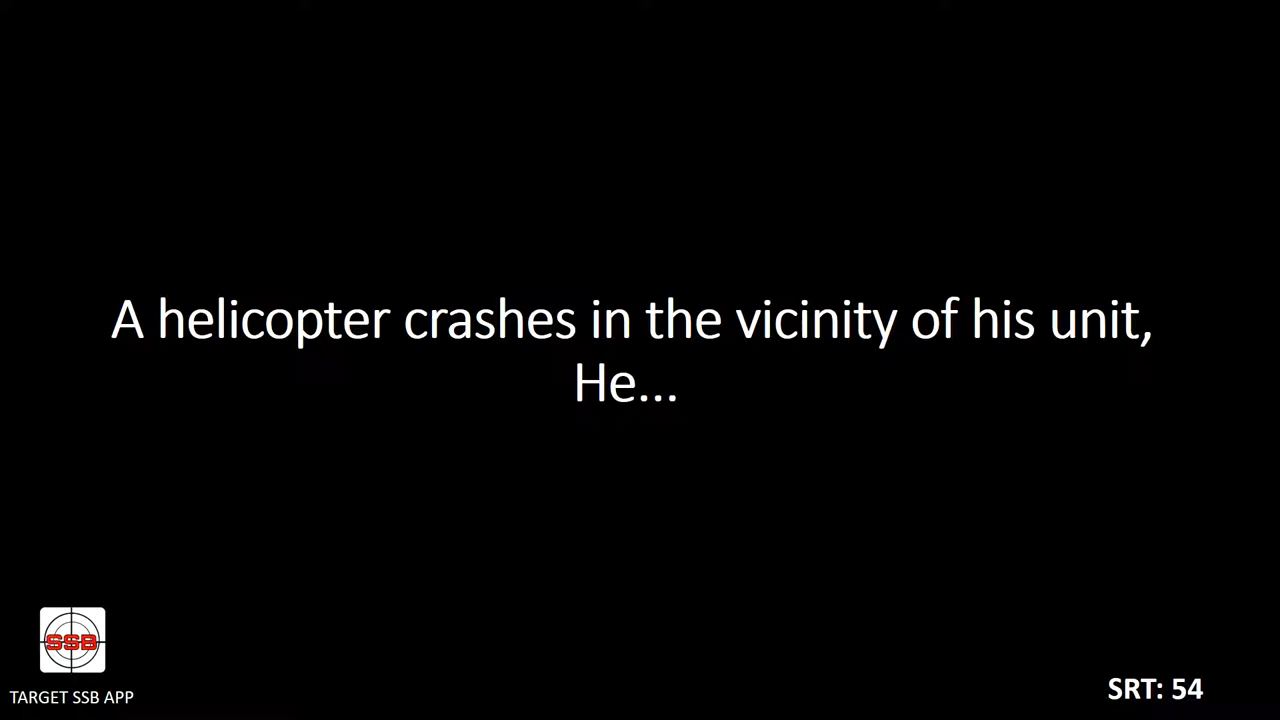 A helicopter crashes in the vicinity of his unit,
He...
SSB
TARGET SSB APP
SRT: 54